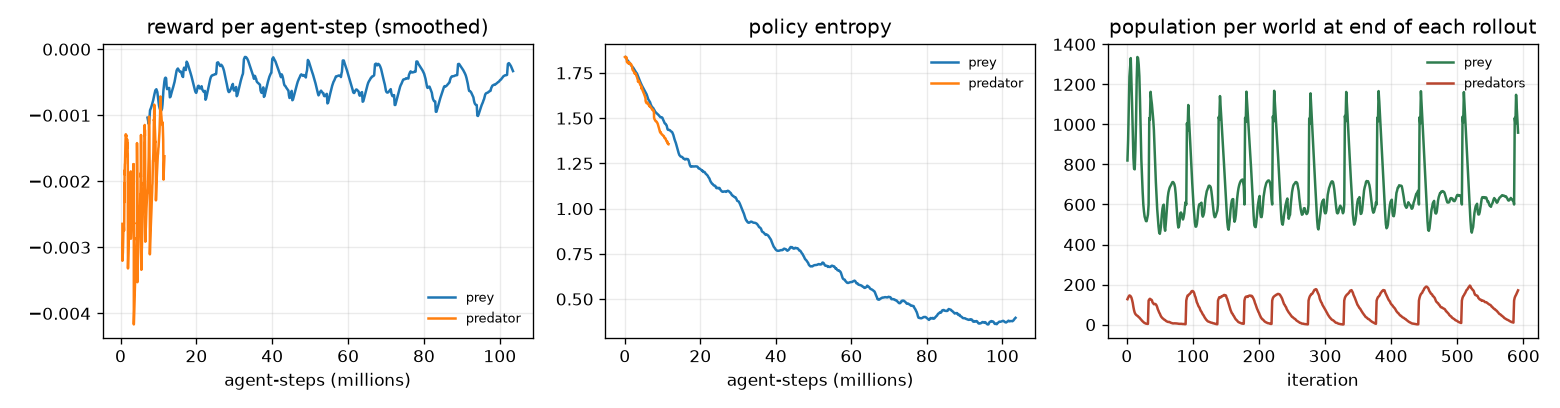 reward per agent-step (smoothed)
0.000
−0.001
−0.002
−0.003
−0.004
0 20 40 60 80 100
agent-steps (millions)
prey
predator
policy entropy
1.75
1.50
1.25
1.00
0.75
0.50
0 20 40 60 80 100
agent-steps (millions)
prey
predator
population per world at end of each rollout
1400
1200
1000
800
600
400
200
0
0 100 200 300 400 500 600
iteration
prey
predators